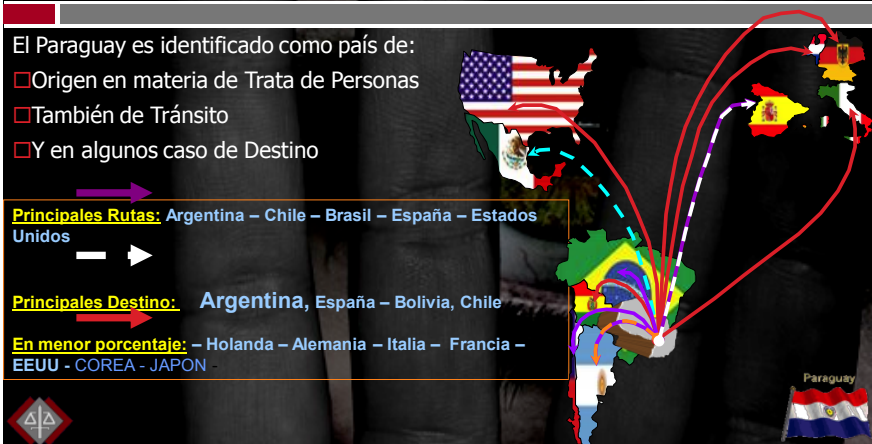 El Paraguay es identificado como país de:
Origen en materia de Trata de Personas
También de Tránsito
Y en algunos caso de Destino
Principales Rutas: Argentina – Chile – Brasil – España – Estados
Unidos
Principales Destino: Argentina, España – Bolivia, Chile
En menor porcentaje: – Holanda – Alemania – Italia – Francia –
EEUU - COREA - JAPON -
Paraguay